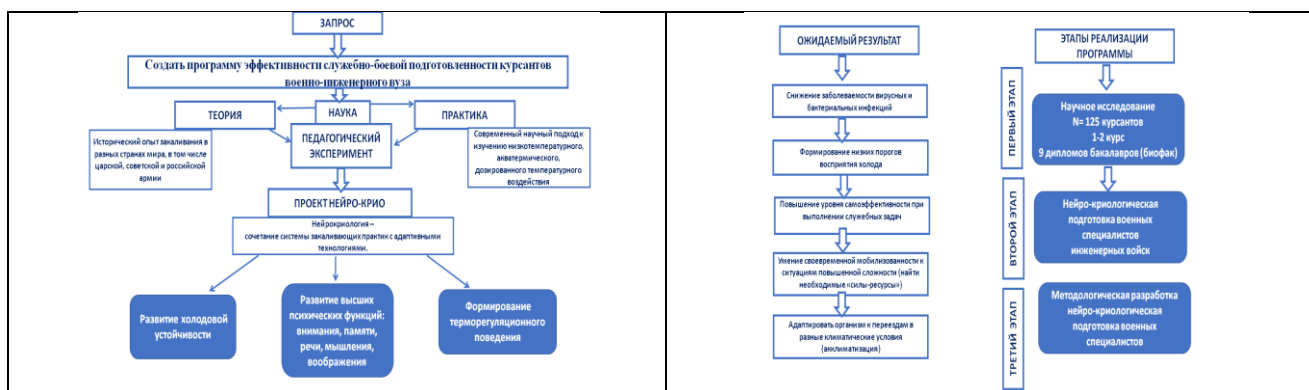 ЗАПРОС
Создать программу эффективности служебно-боевой подготовленности курсантов
военно-инженерного вуза
ТЕОРИЯ
НАУКА
ПРАКТИКА
Исторический опыт закаливания в
разных странах мира, в том числе
царской, советской и российской
армии
ПЕДАГОГИЧЕСКИЙ
ЭКСПЕРИМЕНТ
Современный научный подход к
изучению низкотемпературного,
акватермического,
дозированного температурного
воздействия
ПРОЕКТ НЕЙРО-КРИО
Нейрокриология –
сочетание системы закаливающих практик с адаптивными
технологиями.
Развитие холодовой
устойчивости
Развитие высших
психических функций:
внимания, памяти,
речи, мышления,
воображения
Формирование
терморегуляционного
поведения
ОЖИДАЕМЫЙ РЕЗУЛЬТАТ
Снижение заболеваемости вирусных и
бактериальных инфекций
Формирование низких порогов
восприятия холода
Повышение уровня самоэффективности при
выполнении служебных задач
Умение своевременной мобилизованности к
ситуациям повышенной сложности (найти
необходимые «силы-ресурсы»)
Адаптировать организм к переездам в
разные климатические условия
(акклиматизация)
ЭТАПЫ РЕАЛИЗАЦИИ
ПРОГРАММЫ
ПЕРВЫЙ ЭТАП
Научное исследование
N= 125 курсантов
1-2 курс
9 дипломов бакалавров (биофак)
ВТОРОЙ ЭТАП
Нейро-криологическая
подготовка военных
специалистов
инженерных войск
ТРЕТИЙ ЭТАП
Методологическая разработка
нейро-криологическая
подготовка военных
специалистов